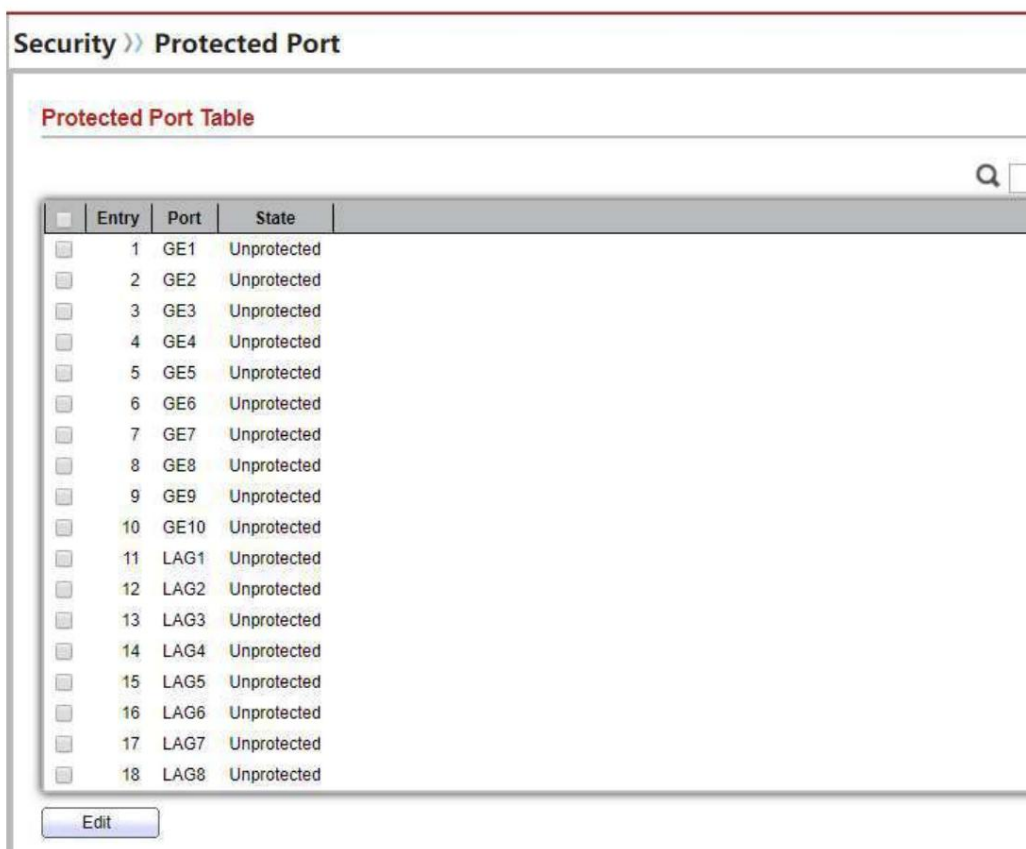 Security 》 Protected Port
Protected Port Table
Entry Port State
1 GE1 Unprotected
2 GE2 Unprotected
3 GE3 Unprotected
4 GE4 Unprotected
5 GE5 Unprotected
6 GE6 Unprotected
7 GE7 Unprotected
8 GE8 Unprotected
9 GE9 Unprotected
10 GE10 Unprotected
11 LAG1 Unprotected
12 LAG2 Unprotected
13 LAG3 Unprotected
14 LAG4 Unprotected
15 LAG5 Unprotected
16 LAG6 Unprotected
17 LAG7 Unprotected
18 LAG8 Unprotected
Edit